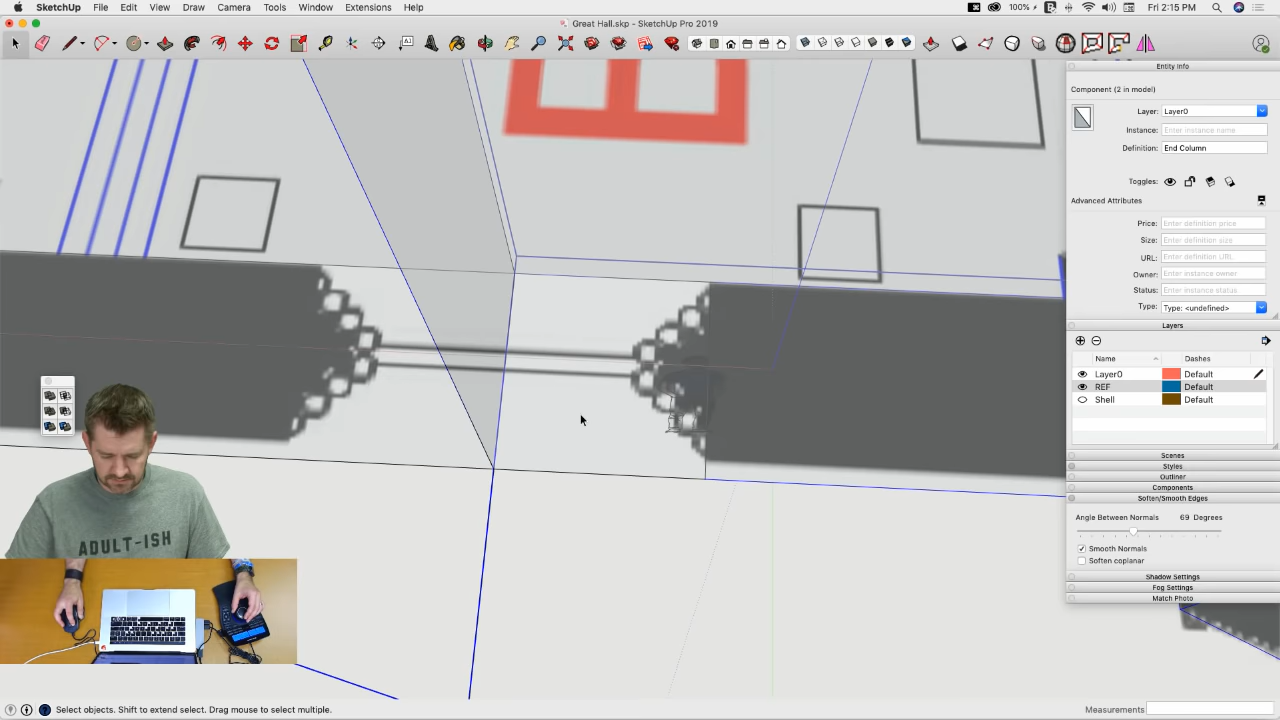 SketchUp File Edit View Draw Camera Tools Window Extensions Help
100% Fri 2:15 PM
Great Hall.skp - SketchUp Pro 2019
Entity Info
Component (2 in model)
Layer: Layer0
Instance: Enter instance name
Definition: End Column
Toggles:
Advanced Attributes
Price: Enter definition price
Size: Enter definition size
URL: Enter definition URL
Owner: Enter instance owner
Status: Enter instance status
Type: Type: <undefined>
Layers
Name Dashes
Layer0 Default
REF Default
Shell Default
Scenes
Styles
Outliner
Components
Soften/Smooth Edges
Angle Between Normals 69 Degrees
Smooth Normals
Soften coplanar
Shadow Settings
Fog Settings
Match Photo
ADULT-ISH
Select objects. Shift to extend select. Drag mouse to select multiple.
Measurements